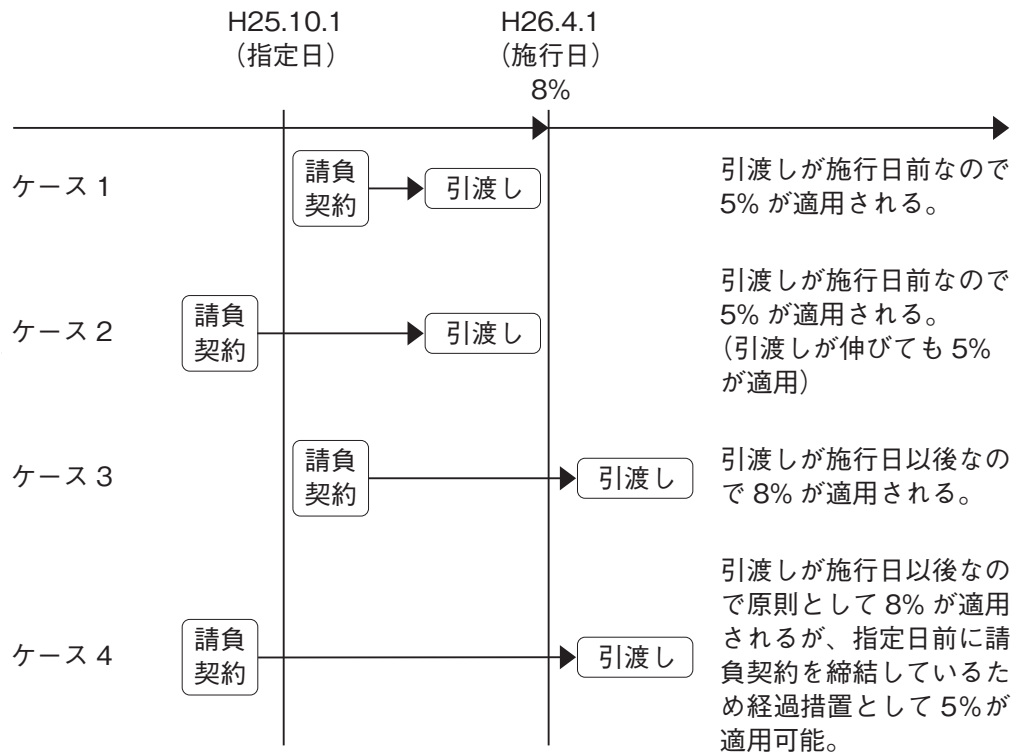 H25.10.1
（指定日）
H26.4.1
（施行日）
8%
ケース 1
請負
契約
引渡し
引渡しが施行日前なので
5% が適用される。
ケース 2
請負
契約
引渡し
引渡しが施行日前なので
5% が適用される。
（引渡しが伸びても 5%
が適用）
ケース 3
請負
契約
引渡し
引渡しが施行日以後なの
で 8% が適用される。
ケース 4
請負
契約
引渡し
引渡しが施行日以後なの
で原則として 8% が適用
されるが、指定日前に請
負契約を締結しているた
め経過措置として 5%が
適用可能。